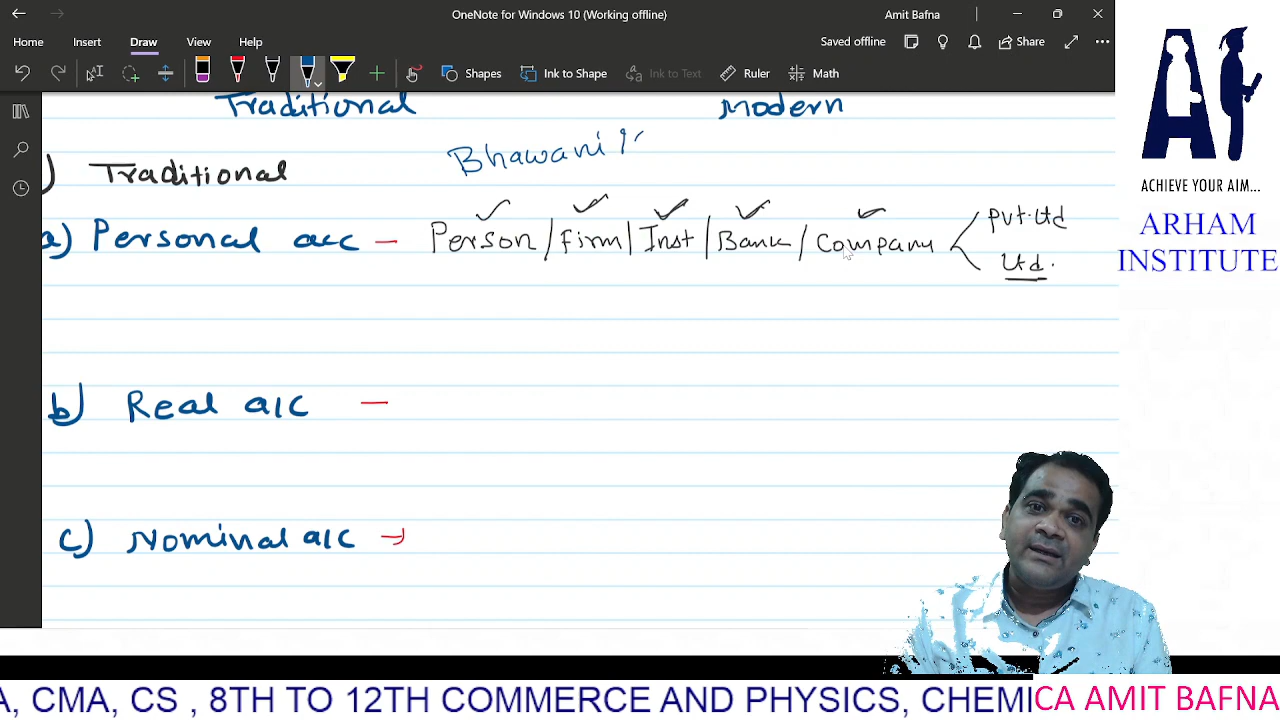 OneNote for Windows 10 (Working offline)
Amit Bafna
Home Insert Draw View Help
Saved offline Share
Shapes Ink to Shape Ink to Text Ruler Math
Traditional Modern
Bhawani
) Traditional
a) Personal a/c - Person / Firm / Inst / Bank / Company
Pvt. Ltd
Ltd.
b) Real a/c -
c) Nominal a/c →
AI
ACHIEVE YOUR AIM...
ARHAM
INSTITUTE
A, CMA, CS , 8TH TO 12TH COMMERCE AND PHYSICS, CHEMI
CA AMIT BAFNA